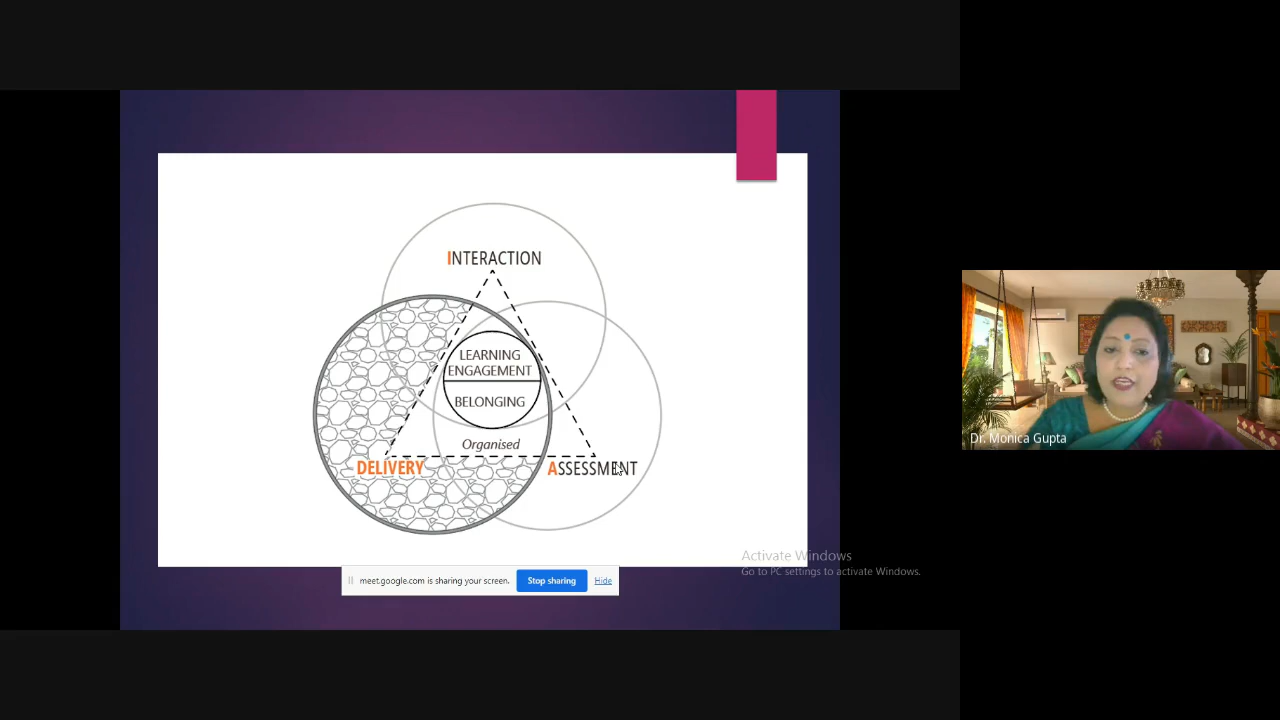 INTERACTION
LEARNING
ENGAGEMENT
BELONGING
Organised
DELIVERY
ASSESSMENT
Dr. Monica Gupta
Activate Windows
Go to PC settings to activate Windows.
meet.google.com is sharing your screen.
Stop sharing
Hide